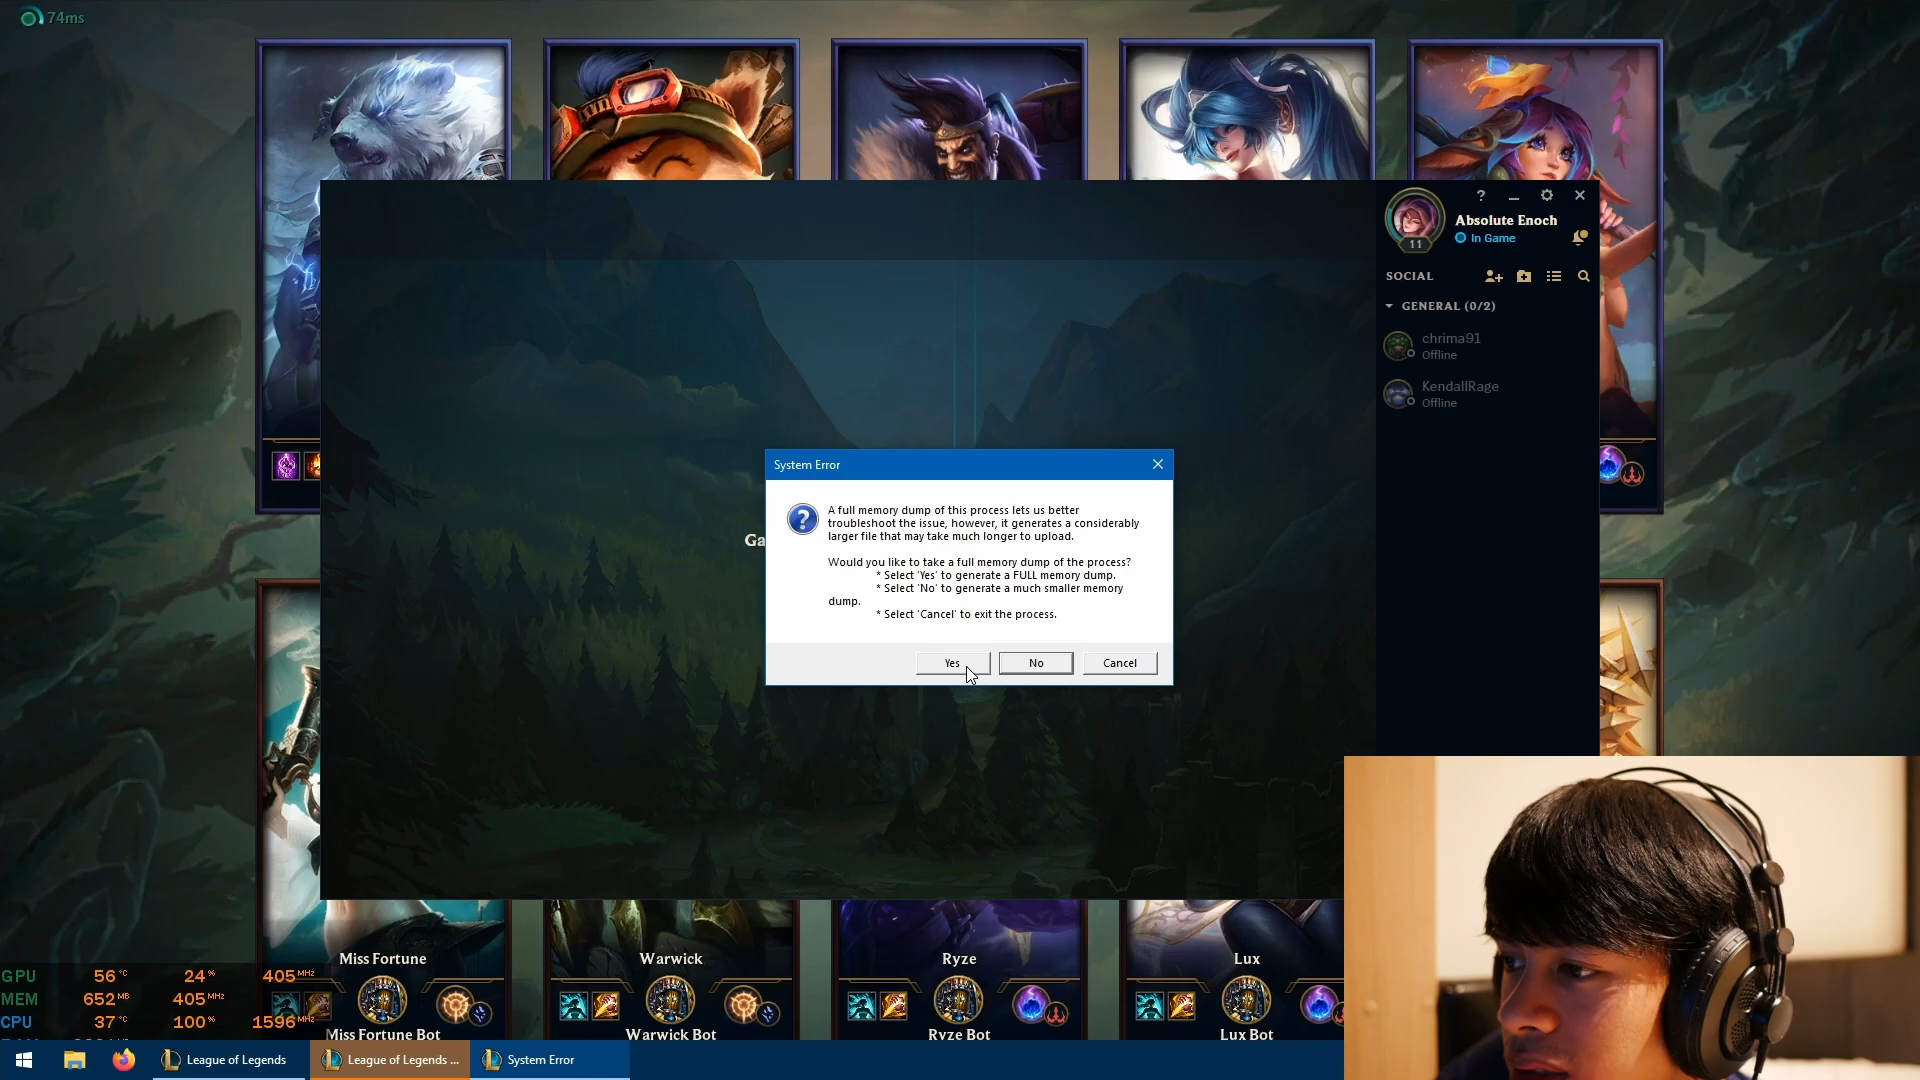 74ms
Absolute Enoch
11
In Game
SOCIAL
GENERAL (0/2)
chrima91
Offline
KendallRage
Offline
System Error
A full memory dump of this process lets us better
troubleshoot the issue, however, it generates a considerably
larger file that may take much longer to upload.
Would you like to take a full memory dump of the process?
* Select 'Yes' to generate a FULL memory dump.
* Select 'No' to generate a much smaller memory
dump.
* Select 'Cancel' to exit the process.
Ga
Yes
No
Cancel
Miss Fortune
Warwick
Ryze
Lux
GPU 56 °C 24 % 405 MHz
MEM 652 MB 405 MHz
CPU 37 °C 100 % 1596 MHz
Miss Fortune Bot
Warwick Bot
Ryze Bot
Lux Bot
League of Legends
League of Legends ...
System Error